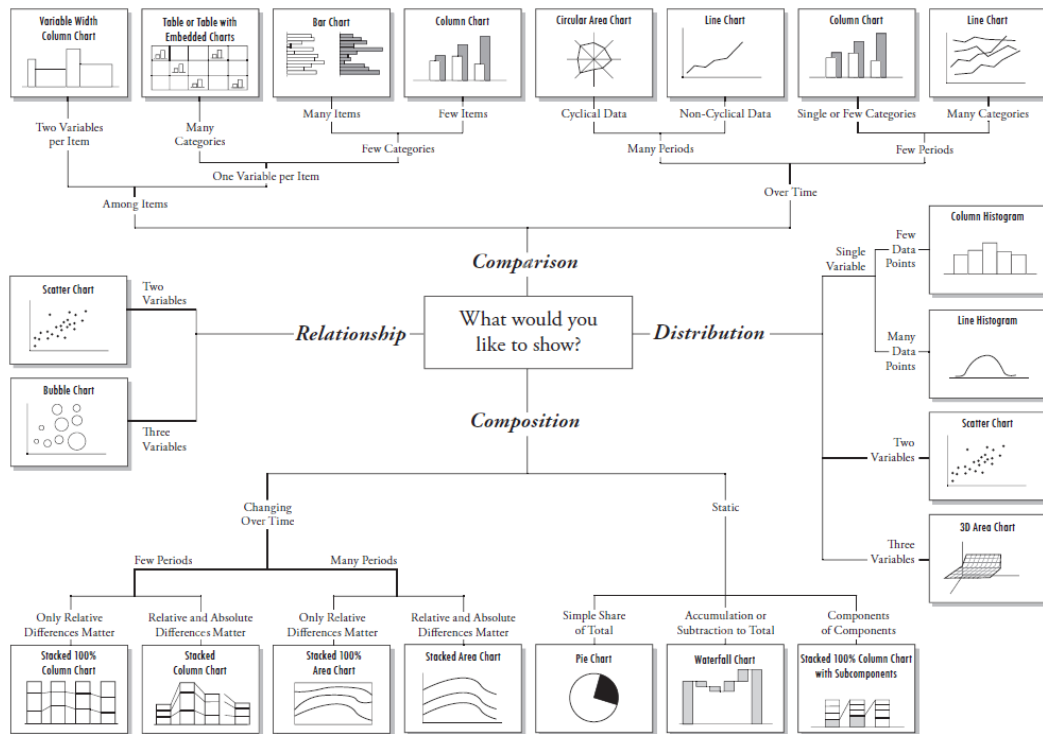 Variable Width
Column Chart
Table or Table with
Embedded Charts
Bar Chart
Column Chart
Circular Area Chart
Line Chart
Column Chart
Line Chart
Two Variables
per Item
Many
Categories
Many Items
Few Items
Cyclical Data
Non-Cyclical Data
Single or Few Categories
Many Categories
Few Categories
Many Periods
Few Periods
One Variable per Item
Among Items
Over Time
Comparison
What would you
like to show?
Relationship
Two
Variables
Scatter Chart
Three
Variables
Bubble Chart
Distribution
Single
Variable
Few
Data
Points
Column Histogram
Many
Data
Points
Line Histogram
Two
Variables
Scatter Chart
Three
Variables
3D Area Chart
Composition
Changing
Over Time
Static
Few Periods
Many Periods
Only Relative
Differences Matter
Relative and Absolute
Differences Matter
Only Relative
Differences Matter
Relative and Absolute
Differences Matter
Simple Share
of Total
Accumulation or
Subtraction to Total
Components
of Components
Stacked 100%
Column Chart
Stacked
Column Chart
Stacked 100%
Area Chart
Stacked Area Chart
Pie Chart
Waterfall Chart
Stacked 100% Column Chart
with Subcomponents